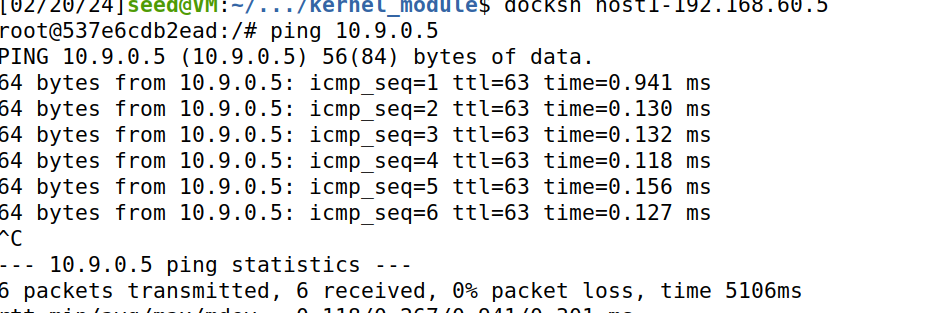 [02/20/24]seed@VM:~/.../kernel_module$ docksh host1-192.168.60.5
root@537e6cdb2ead:/# ping 10.9.0.5
PING 10.9.0.5 (10.9.0.5) 56(84) bytes of data.
64 bytes from 10.9.0.5: icmp_seq=1 ttl=63 time=0.941 ms
64 bytes from 10.9.0.5: icmp_seq=2 ttl=63 time=0.130 ms
64 bytes from 10.9.0.5: icmp_seq=3 ttl=63 time=0.132 ms
64 bytes from 10.9.0.5: icmp_seq=4 ttl=63 time=0.118 ms
64 bytes from 10.9.0.5: icmp_seq=5 ttl=63 time=0.156 ms
64 bytes from 10.9.0.5: icmp_seq=6 ttl=63 time=0.127 ms
^C
--- 10.9.0.5 ping statistics ---
6 packets transmitted, 6 received, 0% packet loss, time 5106ms
rtt min/avg/max/mdev = 0.118/0.267/0.941/0.301 ms